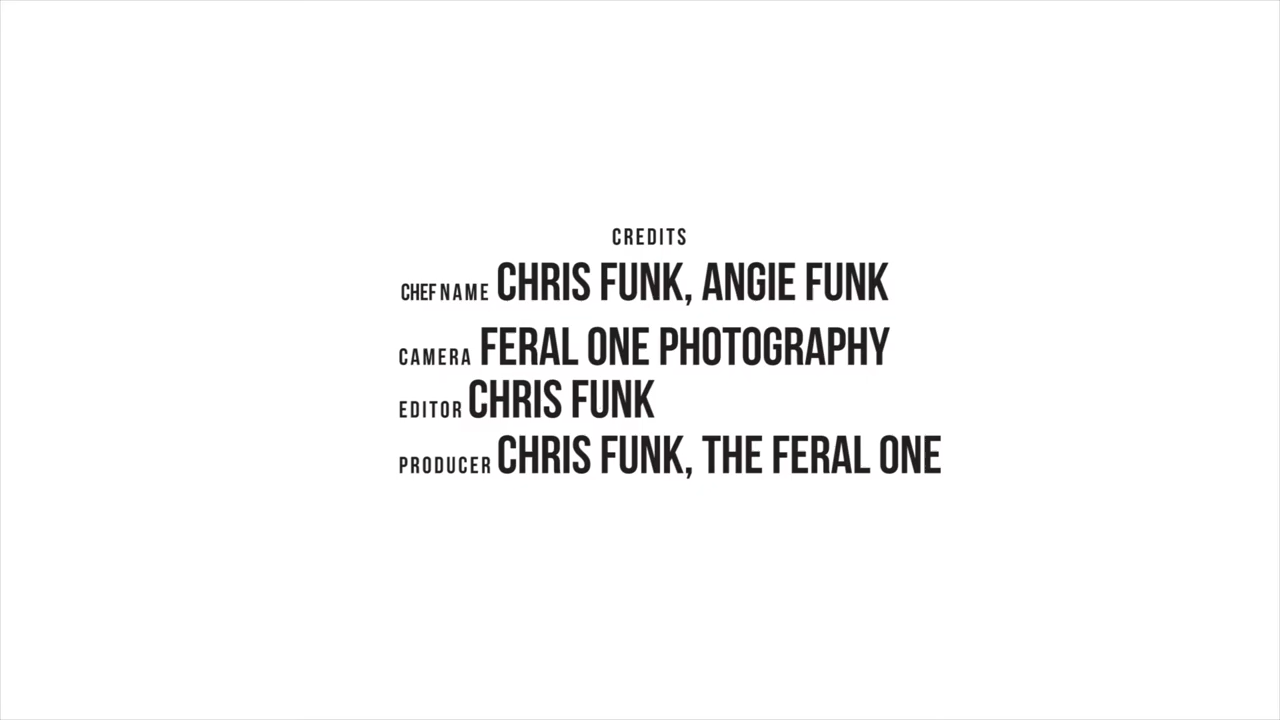 CREDITS
CHEF NAME CHRIS FUNK, ANGIE FUNK
CAMERA FERAL ONE PHOTOGRAPHY
EDITOR CHRIS FUNK
PRODUCER CHRIS FUNK, THE FERAL ONE